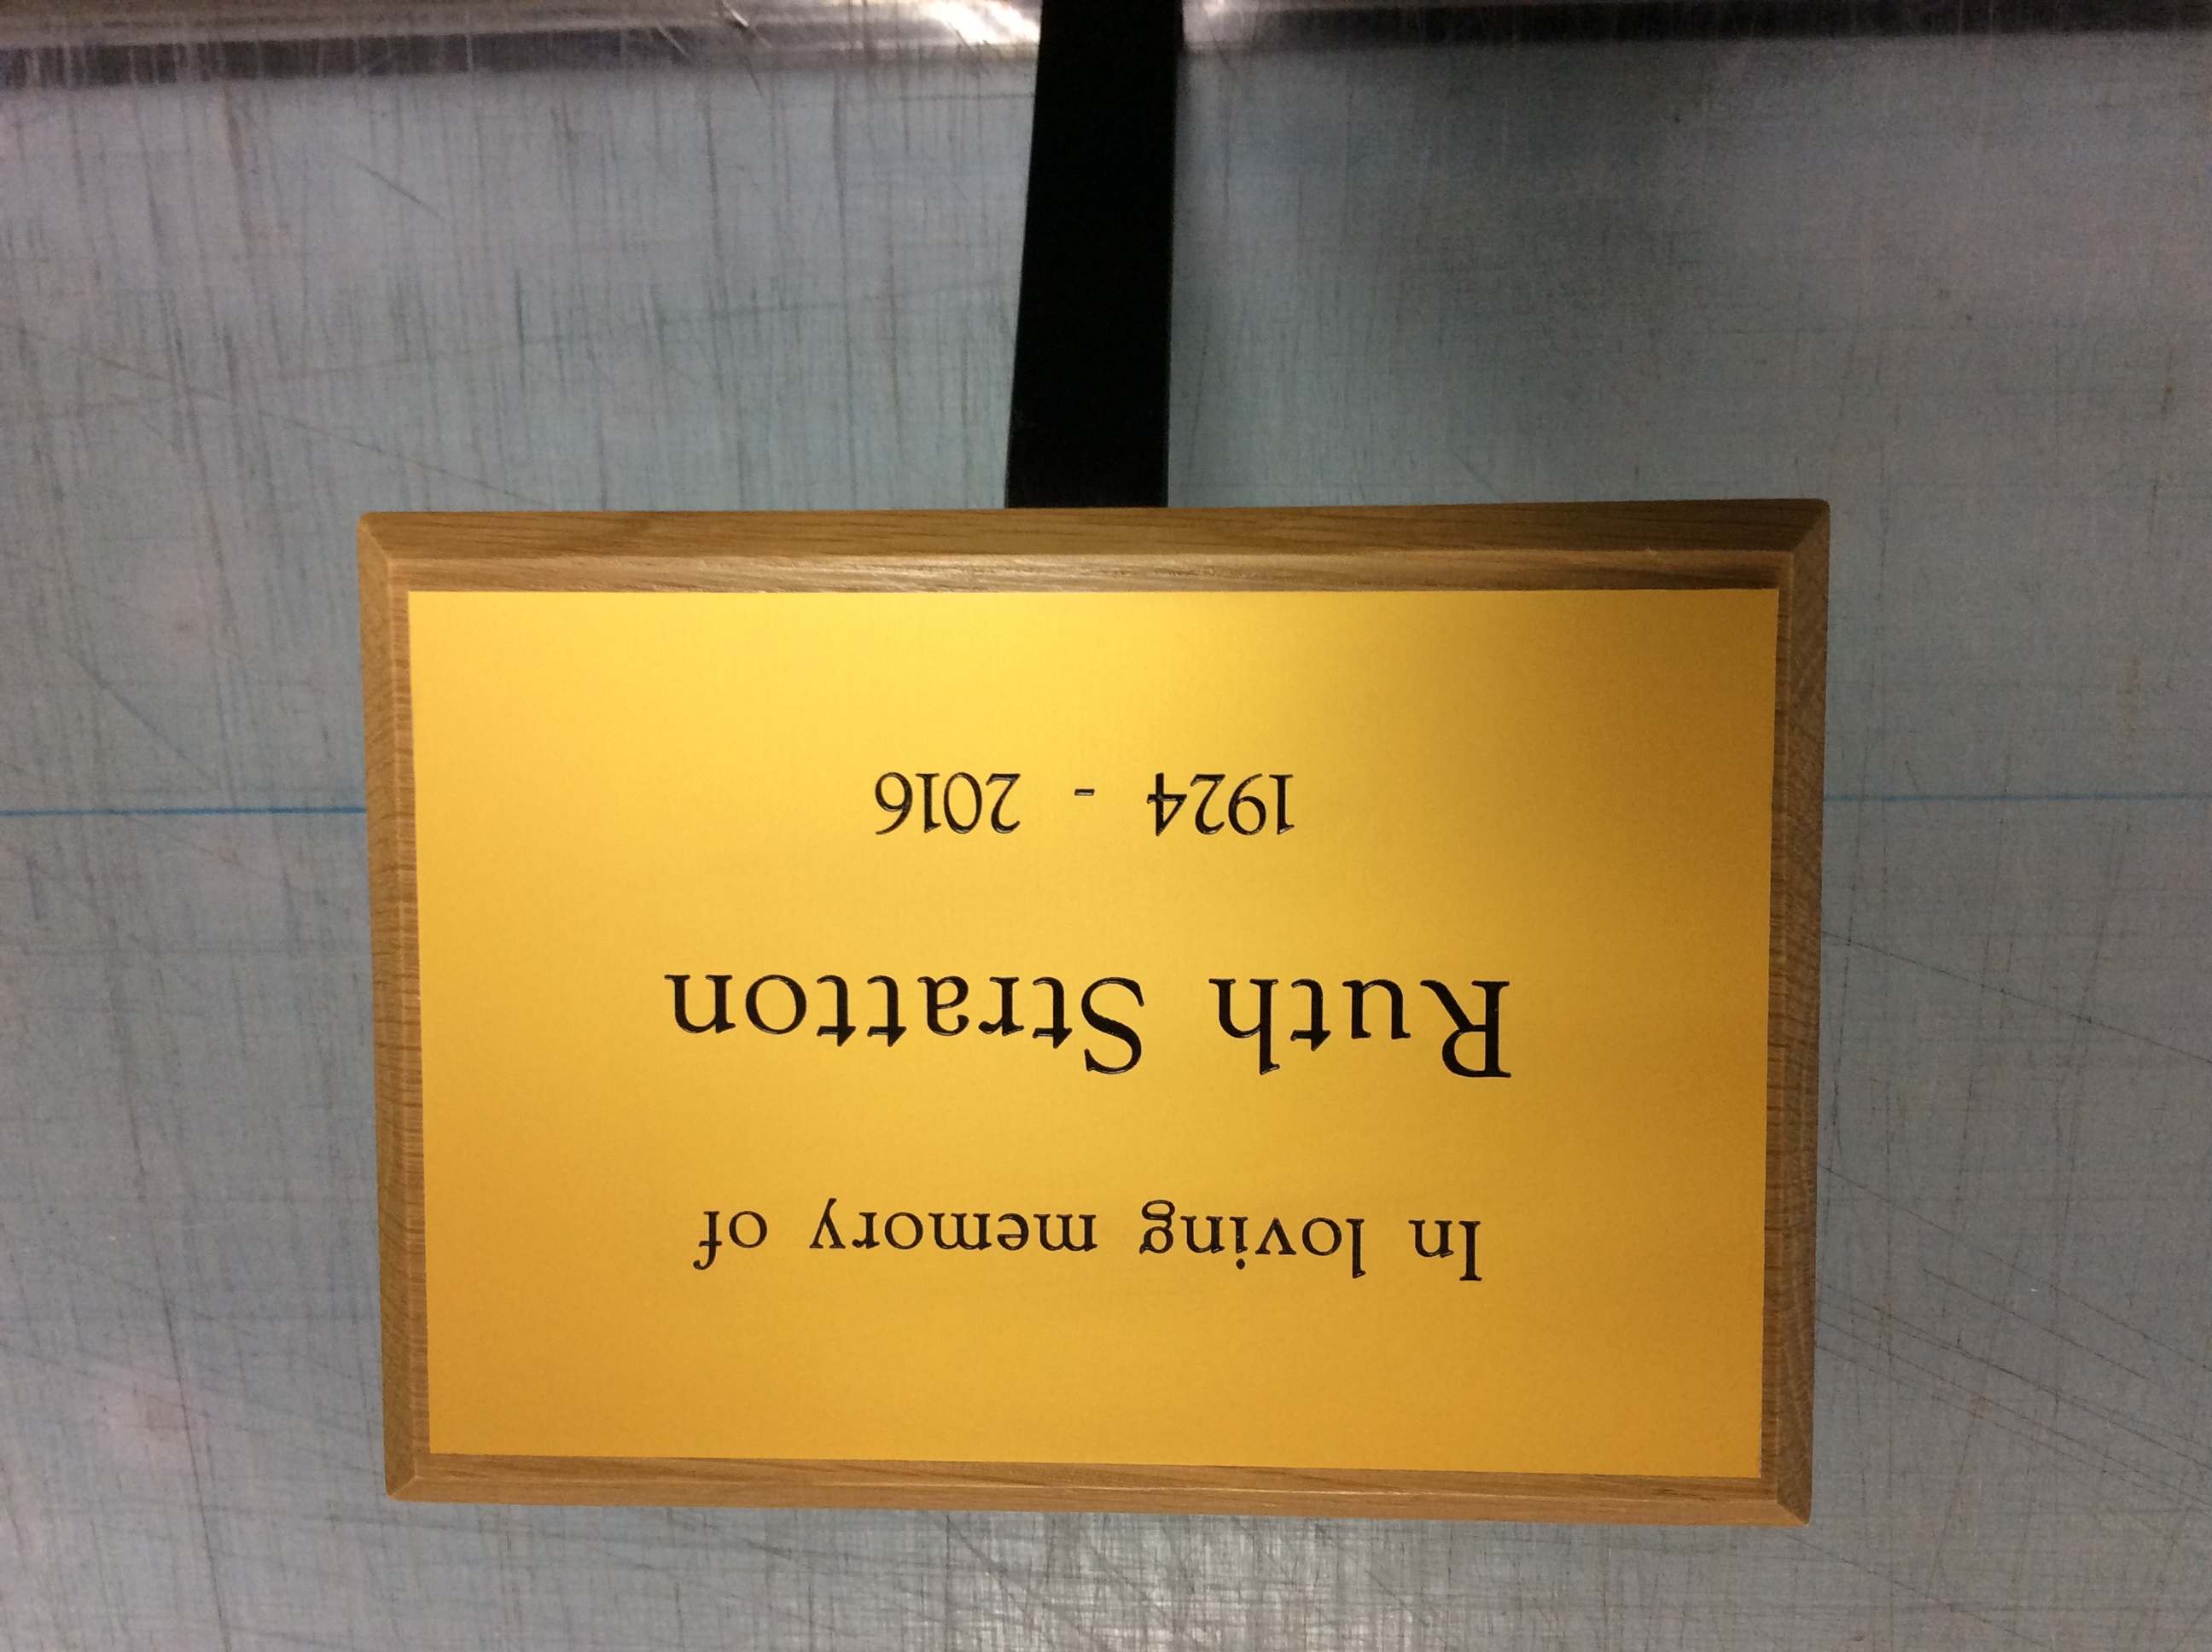 In loving memory of
Ruth Stratton
1924 - 2016